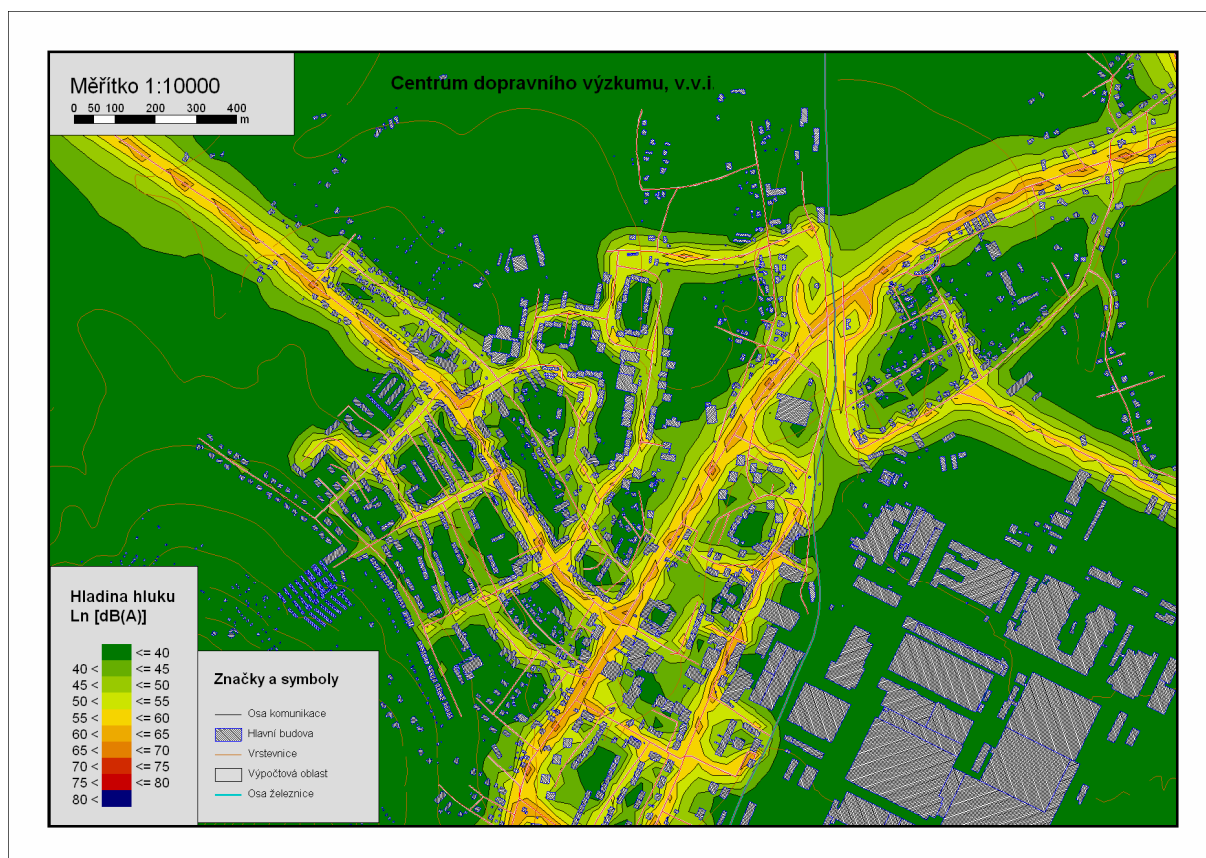 Měřítko 1:10000
0 50 100 200 300 400
m
Centrum dopravního výzkumu, v.v.i
Hladina hluku
Ln [dB(A)]
<= 40
40 < <= 45
45 < <= 50
50 < <= 55
55 < <= 60
60 < <= 65
65 < <= 70
70 < <= 75
75 < <= 80
80 <
Značky a symboly
Osa komunikace
Hlavní budova
Vrstevnice
Výpočtová oblast
Osa železnice